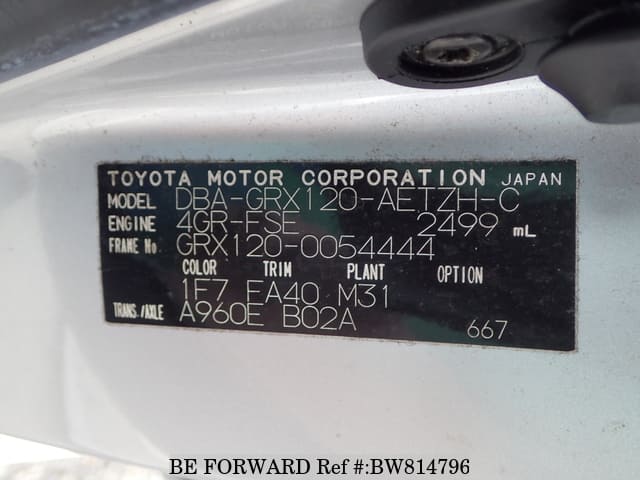 TOYOTA MOTOR CORPORATION JAPAN
MODEL DBA-GRX120-AETZH-C
ENGINE 4GR-FSE 2499 mL
FRAME No GRX120-0054444
COLOR TRIM PLANT OPTION
1F7 EA40 M31
TRANS./AXLE A960E B02A 667
BE FORWARD Ref #:BW814796